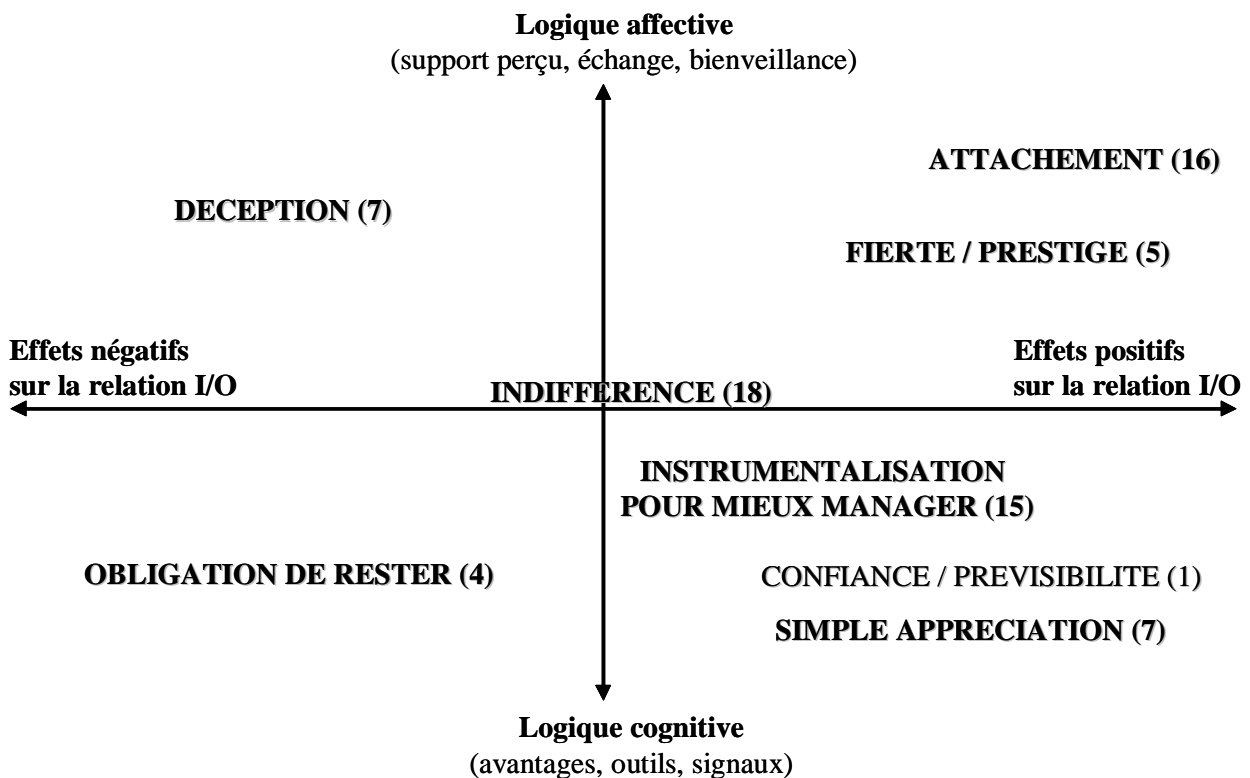 Logique affective
(support perçu, échange, bienveillance)
ATTACHEMENT (16)
DECEPTION (7)
FIERTE / PRESTIGE (5)
Effets négatifs
sur la relation I/O
Effets positifs
sur la relation I/O
INDIFFERENCE (18)
INSTRUMENTALISATION
POUR MIEUX MANAGER (15)
OBLIGATION DE RESTER (4)
CONFIANCE / PREVISIBILITE (1)
SIMPLE APPRECIATION (7)
Logique cognitive
(avantages, outils, signaux)